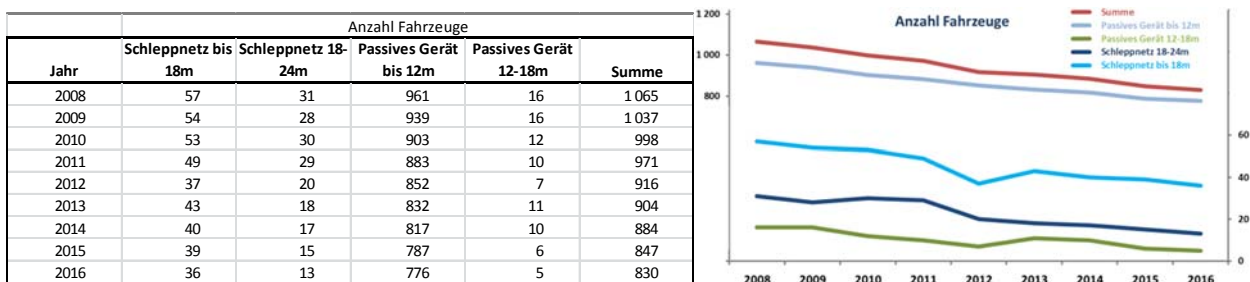 Anzahl Fahrzeuge
Jahr Schleppnetz bis 18m Schleppnetz 18-24m Passives Gerät bis 12m Passives Gerät 12-18m Summe
2008 57 31 961 16 1 065
2009 54 28 939 16 1 037
2010 53 30 903 12 998
2011 49 29 883 10 971
2012 37 20 852 7 916
2013 43 18 832 11 904
2014 40 17 817 10 884
2015 39 15 787 6 847
2016 36 13 776 5 830
Anzahl Fahrzeuge
Summe
Passives Gerät bis 12m
Passives Gerät 12-18m
Schleppnetz 18-24m
Schleppnetz bis 18m
1 200
1 000
800
60
40
20
0
2008 2009 2010 2011 2012 2013 2014 2015 2016